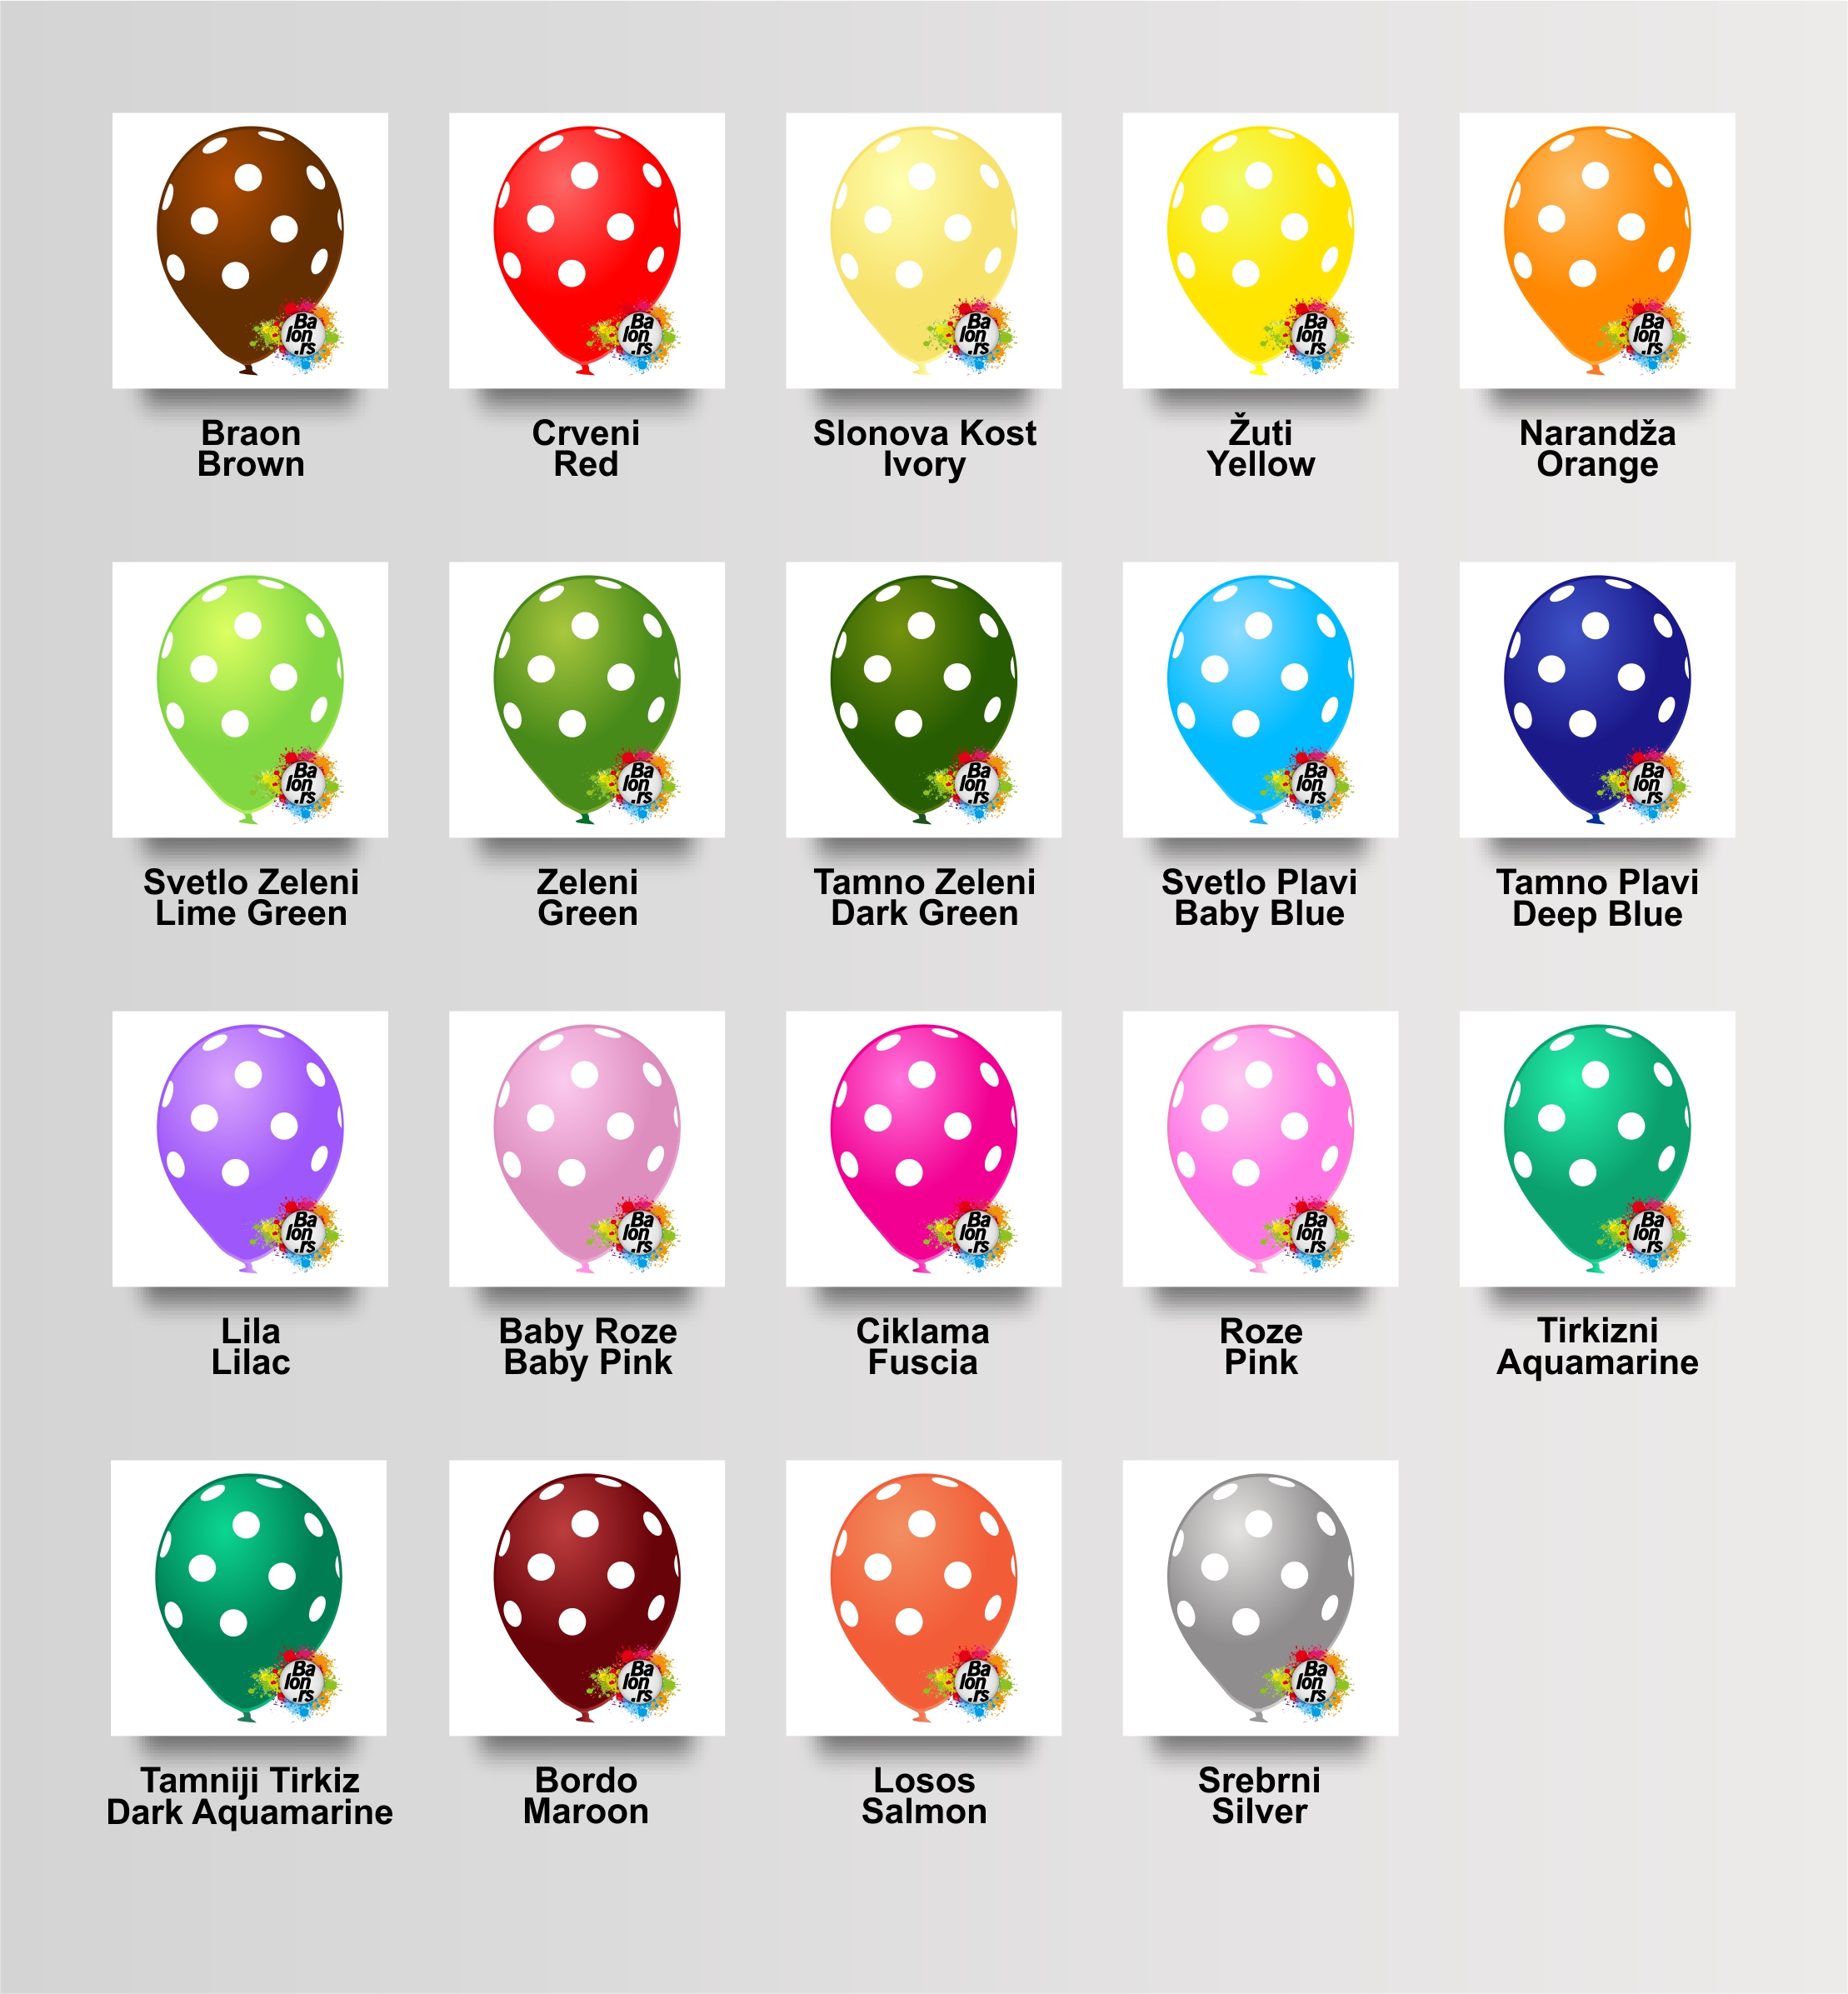 Ba
lon
.rs
Ba
lon
.rs
Ba
lon
.rs
Ba
lon
.rs
Ba
lon
.rs
Braon
Brown
Crveni
Red
Slonova Kost
Ivory
Žuti
Yellow
Narandža
Orange
Ba
lon
.rs
Ba
lon
.rs
Ba
lon
.rs
Ba
lon
.rs
Ba
lon
.rs
Svetlo Zeleni
Lime Green
Zeleni
Green
Tamno Zeleni
Dark Green
Svetlo Plavi
Baby Blue
Tamno Plavi
Deep Blue
Ba
lon
.rs
Ba
lon
.rs
Ba
lon
.rs
Ba
lon
.rs
Ba
lon
.rs
Lila
Lilac
Baby Roze
Baby Pink
Ciklama
Fuscia
Roze
Pink
Tirkizni
Aquamarine
Ba
lon
.rs
Ba
lon
.rs
Ba
lon
.rs
Ba
lon
.rs
Tamniji Tirkiz
Dark Aquamarine
Bordo
Maroon
Losos
Salmon
Srebrni
Silver